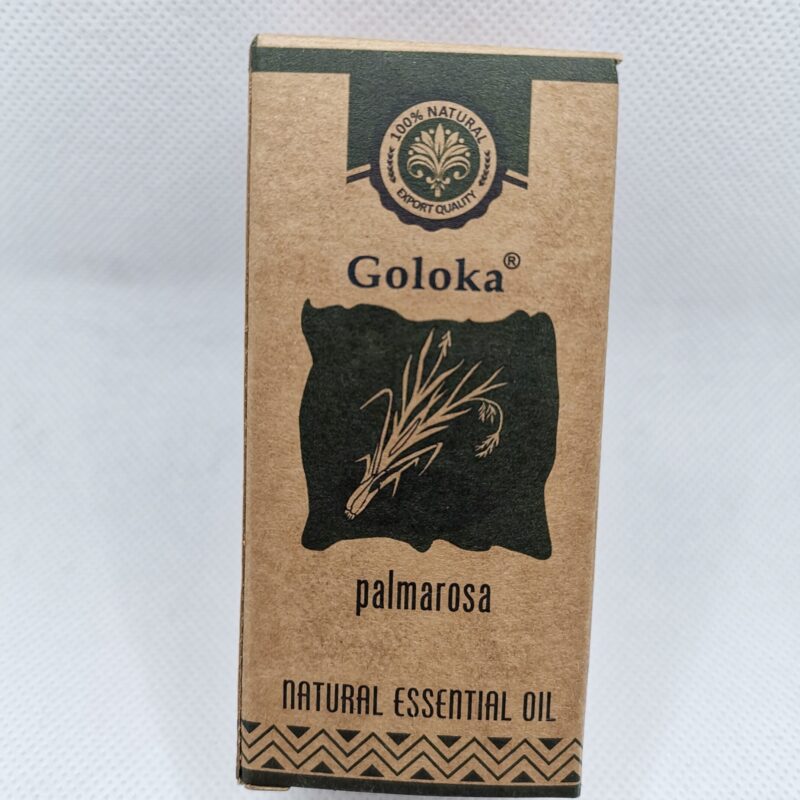 100% NATURAL
EXPORT QUALITY
Goloka®
palmarosa
NATURAL ESSENTIAL OIL